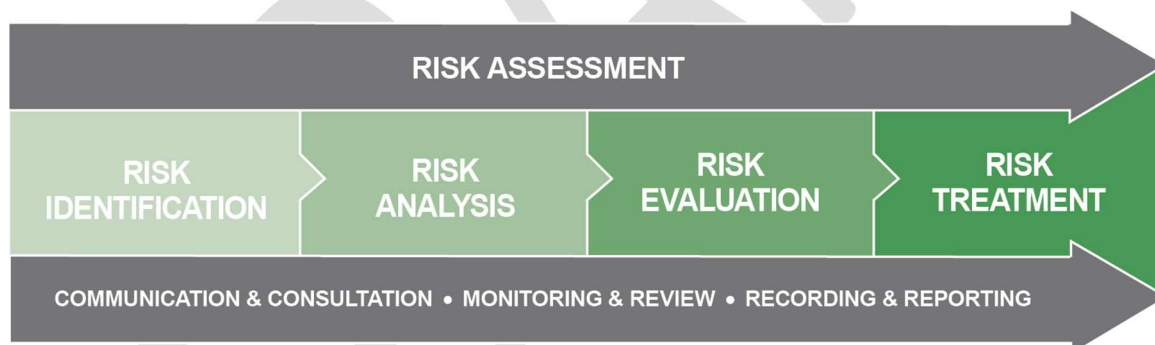 RISK ASSESSMENT
RISK
IDENTIFICATION
RISK
ANALYSIS
RISK
EVALUATION
RISK
TREATMENT
COMMUNICATION & CONSULTATION • MONITORING & REVIEW • RECORDING & REPORTING